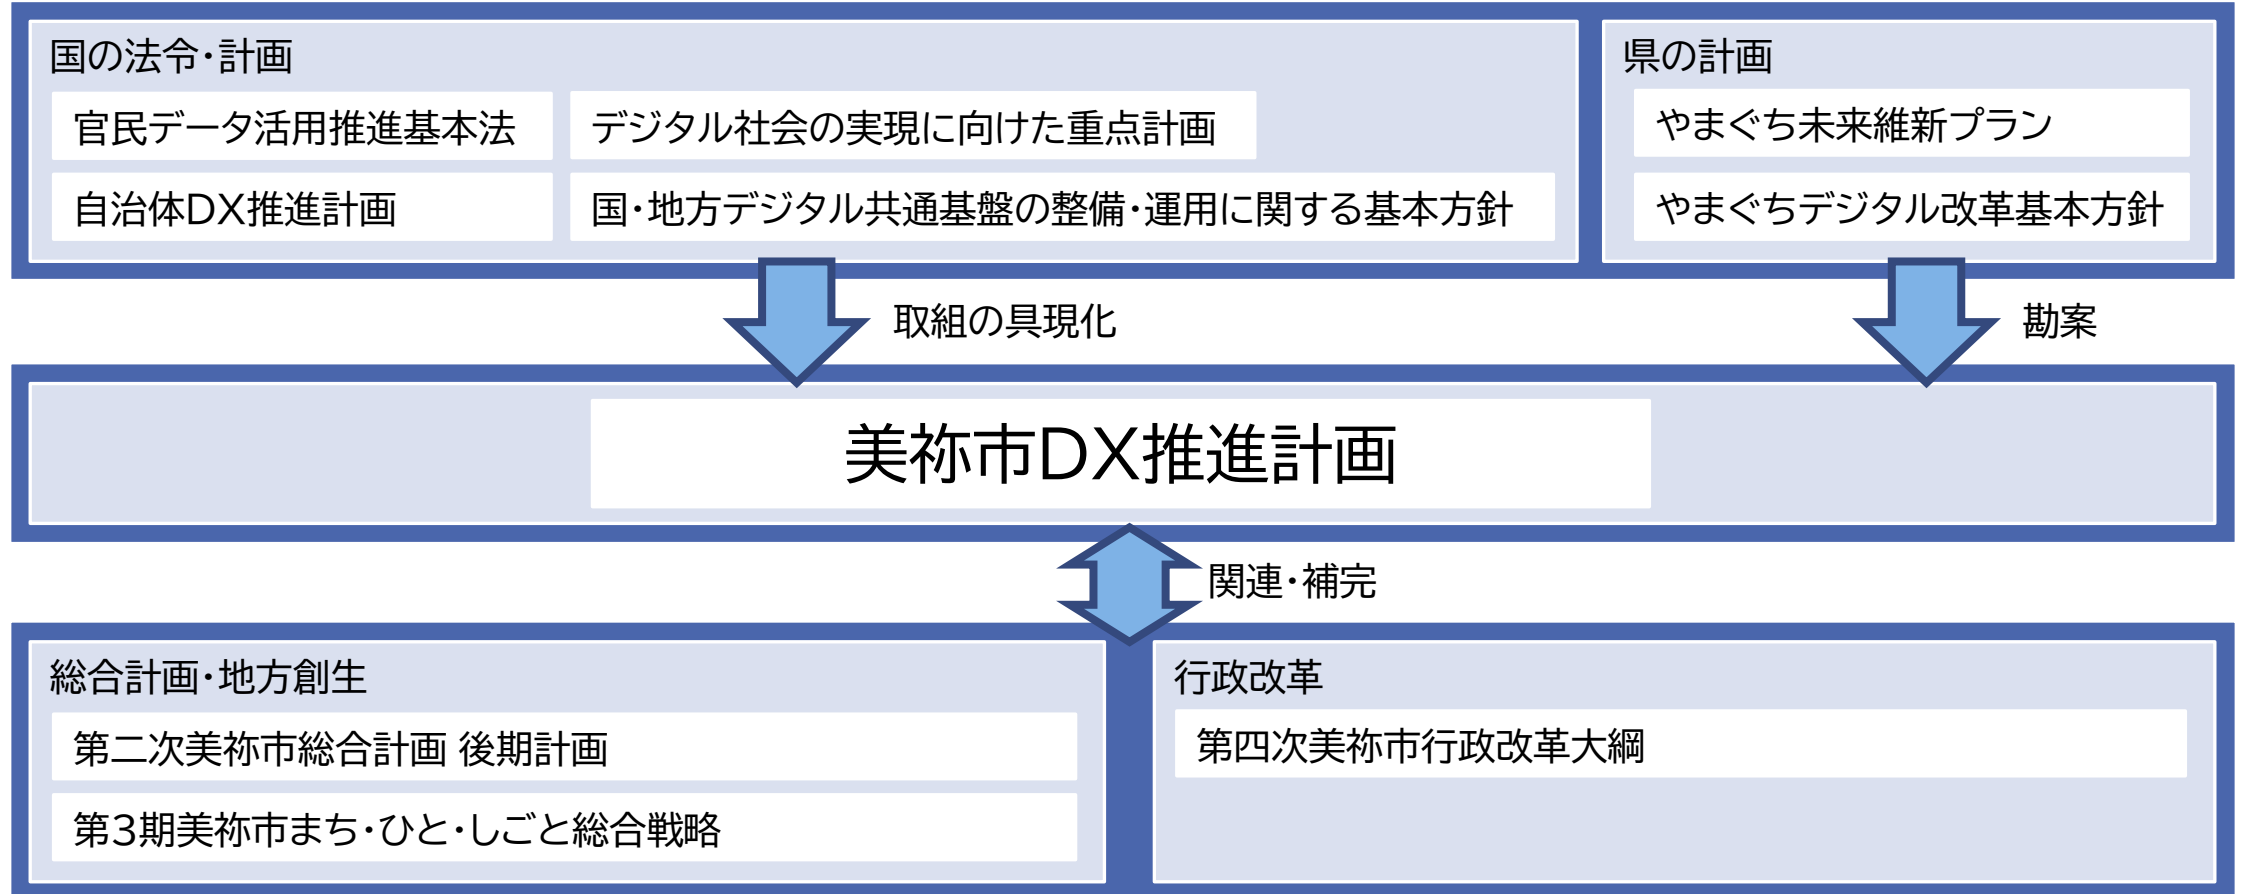 国の法令・計画
官民データ活用推進基本法
デジタル社会の実現に向けた重点計画
自治体DX推進計画
国・地方デジタル共通基盤の整備・運用に関する基本方針
県の計画
やまぐち未来維新プラン
やまぐちデジタル改革基本方針
取組の具現化
勘案
美祢市DX推進計画
関連・補完
総合計画・地方創生
第二次美祢市総合計画 後期計画
第3期美祢市まち・ひと・しごと総合戦略
行政改革
第四次美祢市行政改革大綱